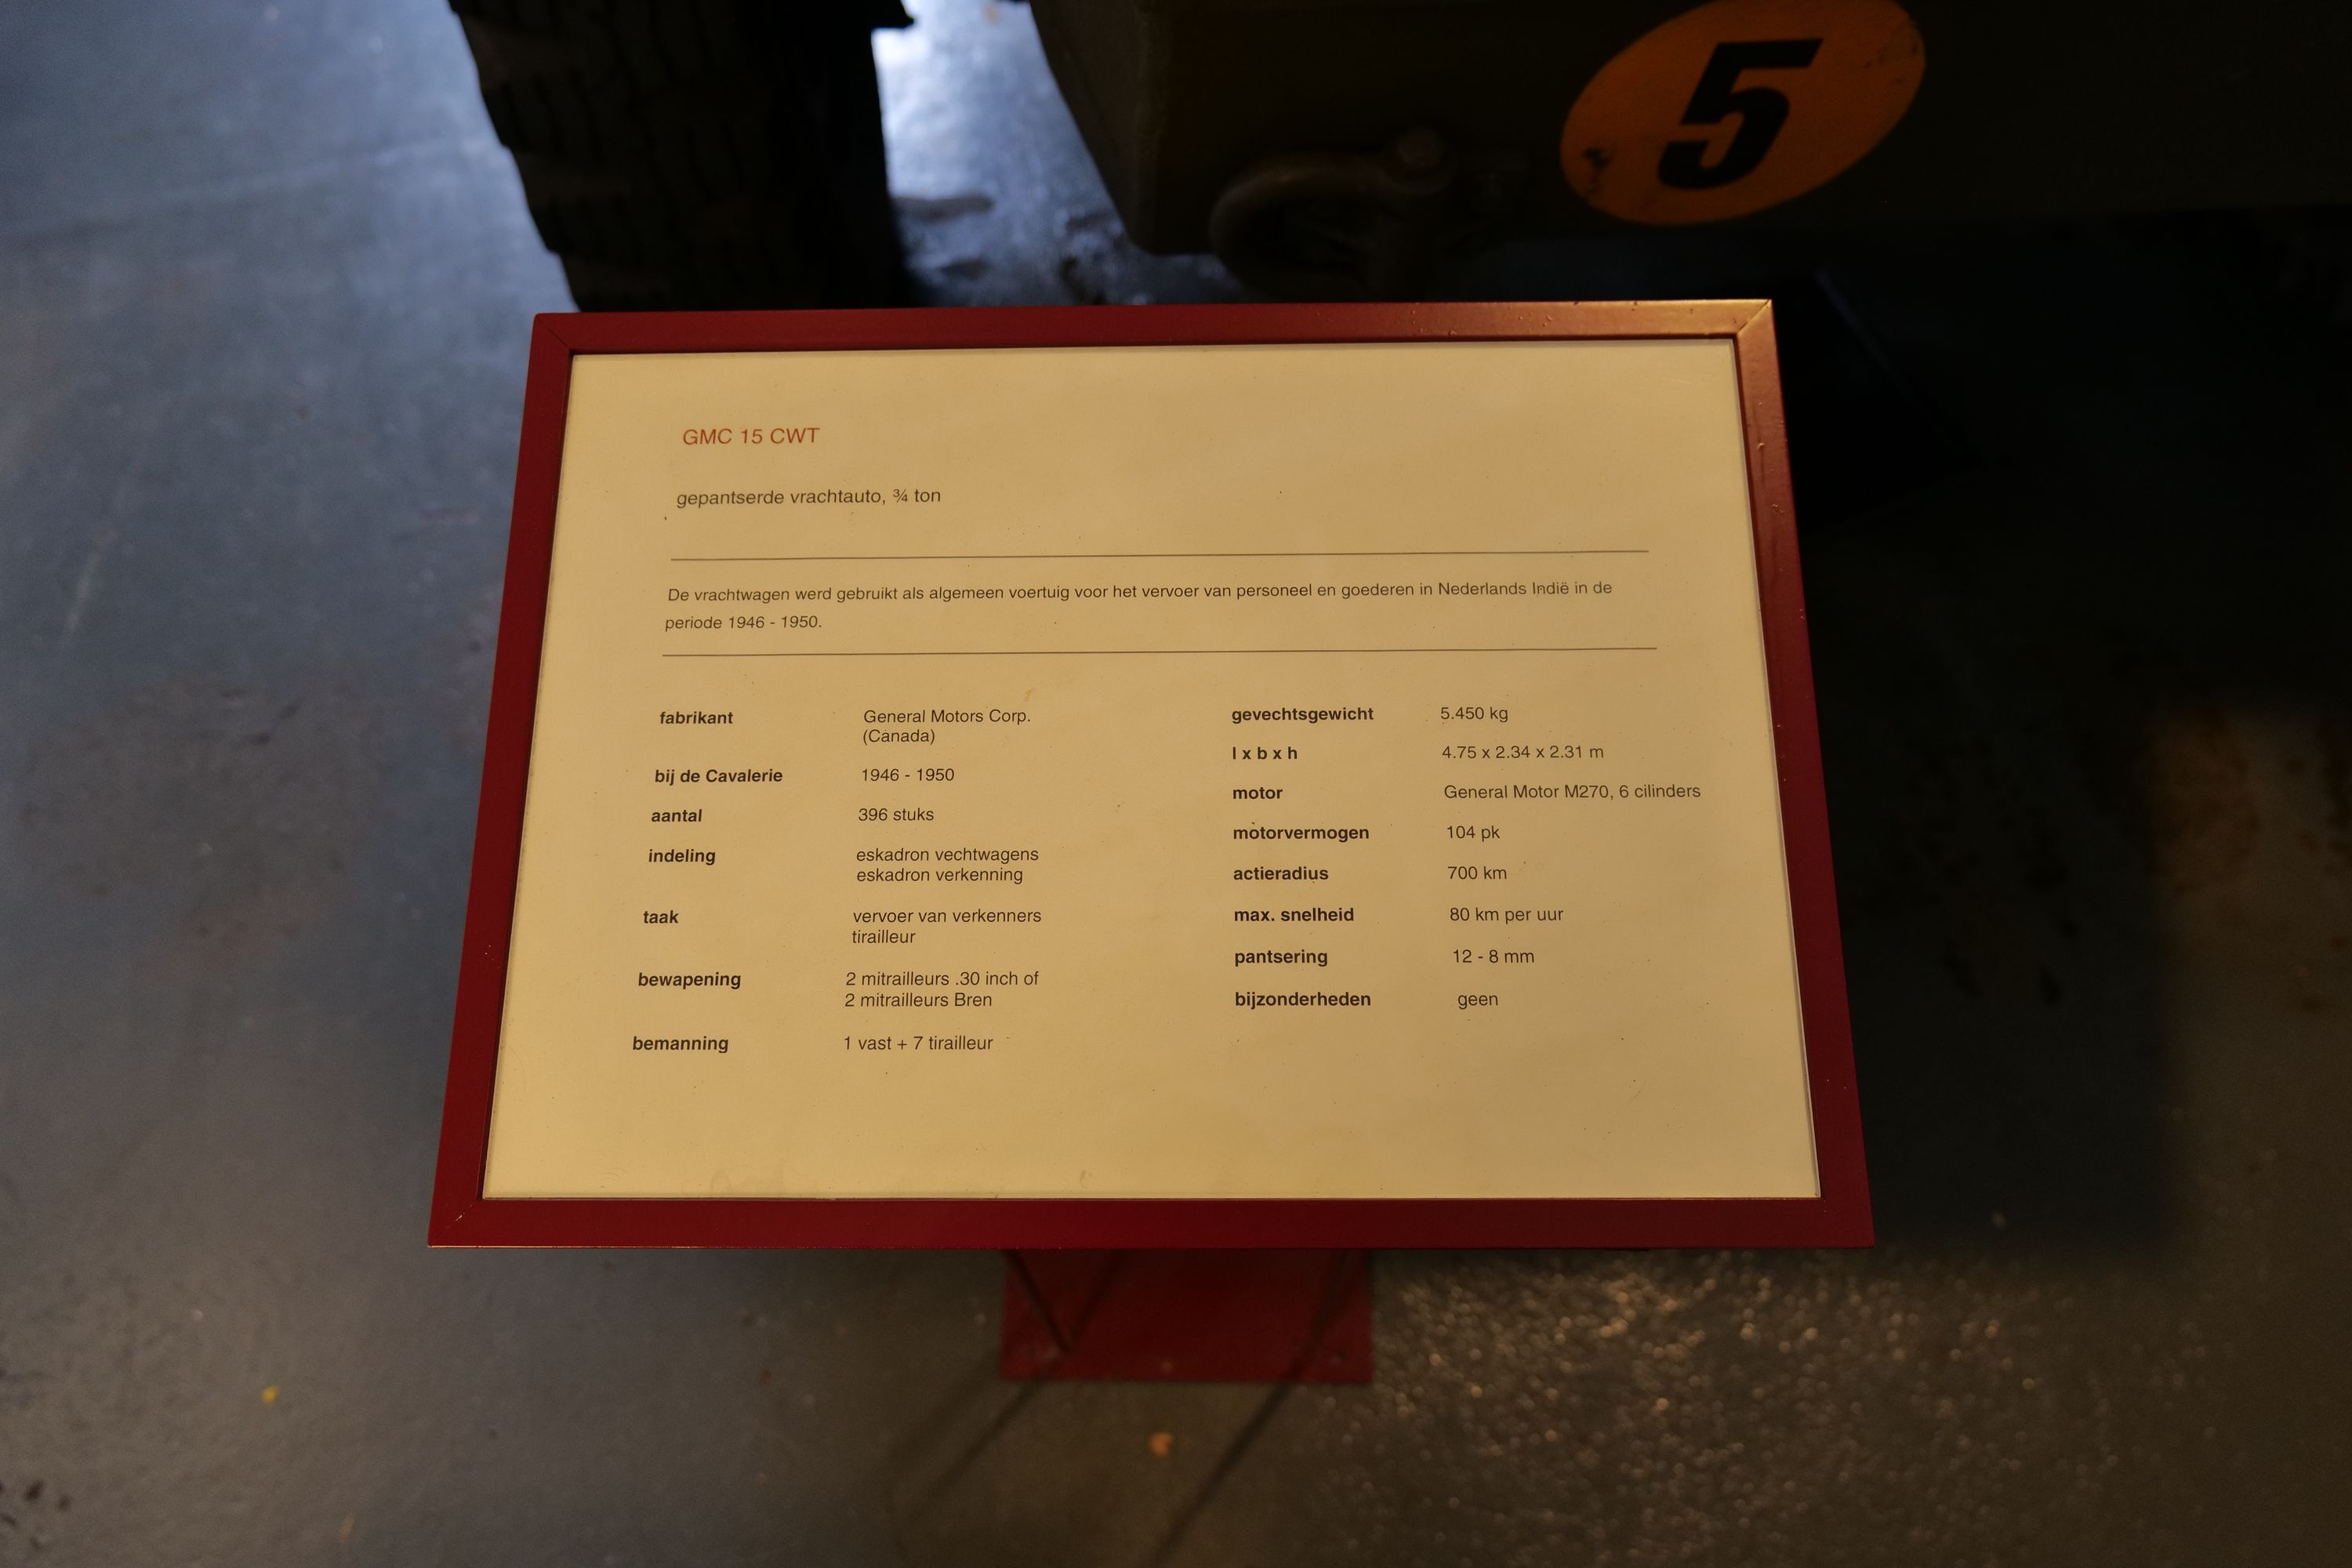 5
GMC 15 CWT
gepantserde vrachtauto, ¾ ton
De vrachtwagen werd gebruikt als algemeen voertuig voor het vervoer van personeel en goederen in Nederlands Indië in de
periode 1946 - 1950.
fabrikant General Motors Corp.
(Canada)
bij de Cavalerie 1946 - 1950
aantal 396 stuks
indeling eskadron vechtwagens
eskadron verkenning
taak vervoer van verkenners
tirailleur
bewapening 2 mitrailleurs .30 inch of
2 mitrailleurs Bren
bemanning 1 vast + 7 tirailleur
gevechtsgewicht 5.450 kg
l x b x h 4.75 x 2.34 x 2.31 m
motor General Motor M270, 6 cilinders
motorvermogen 104 pk
actieradius 700 km
max. snelheid 80 km per uur
pantsering 12 - 8 mm
bijzonderheden geen